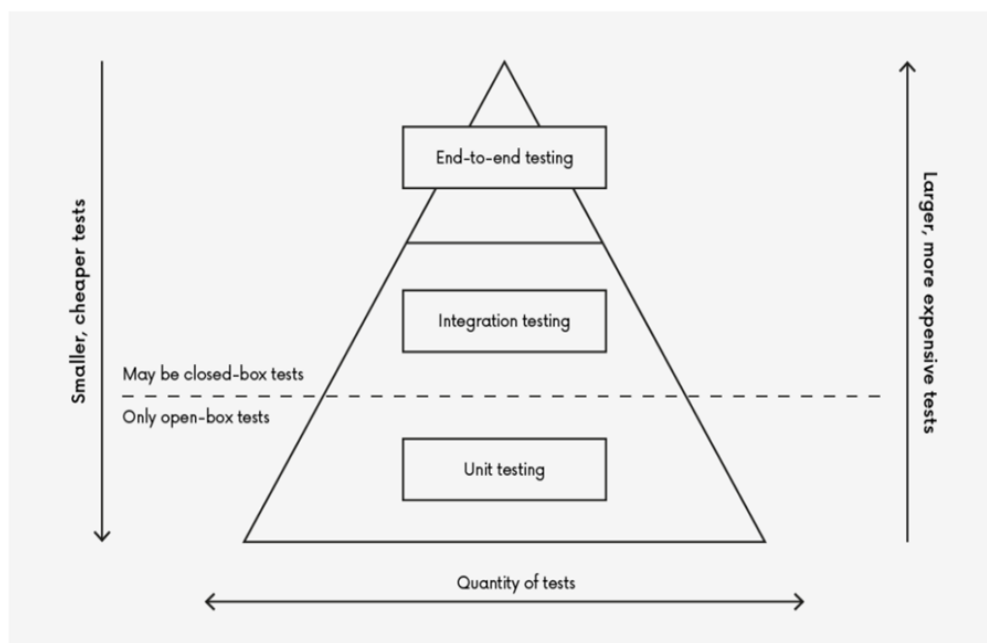 End-to-end testing
Smaller, cheaper tests
Larger, more expensive tests
Integration testing
May be closed-box tests
Only open-box tests
Unit testing
Quantity of tests